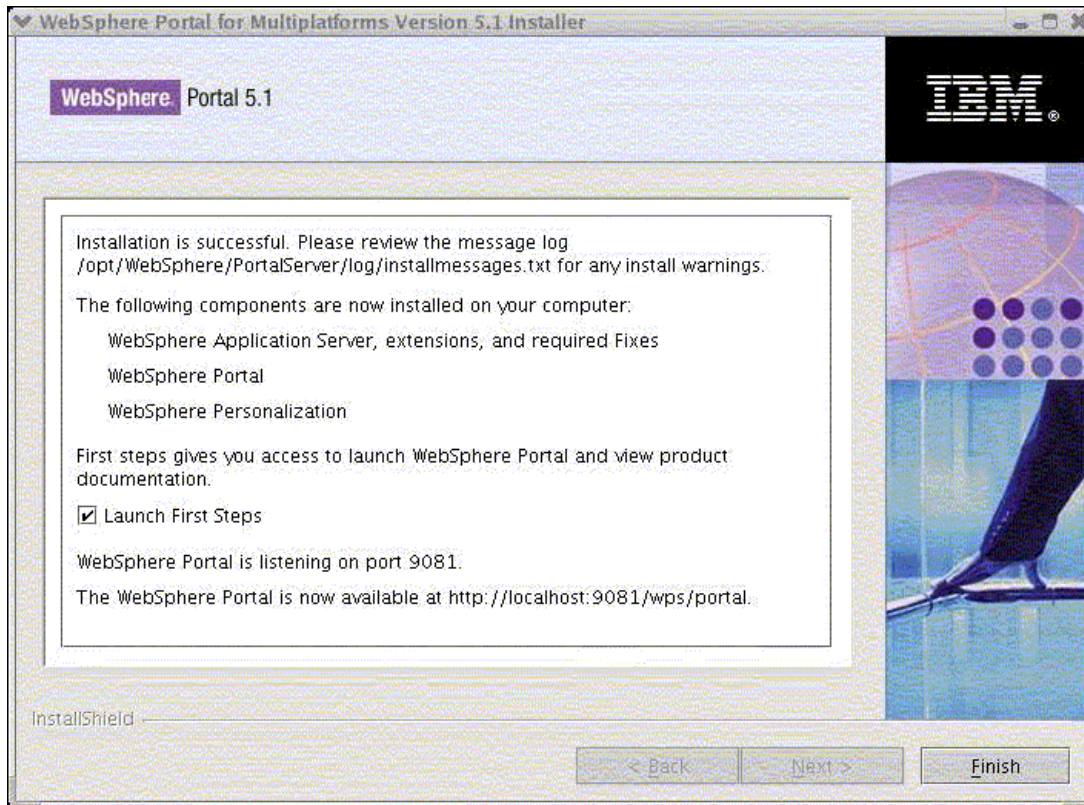 WebSphere Portal for Multiplatforms Version 5.1 Installer
WebSphere. Portal 5.1
IBM®
Installation is successful. Please review the message log
/opt/WebSphere/PortalServer/log/installmessages.txt for any install warnings.
The following components are now installed on your computer:
WebSphere Application Server, extensions, and required Fixes
WebSphere Portal
WebSphere Personalization
First steps gives you access to launch WebSphere Portal and view product
documentation.
Launch First Steps
WebSphere Portal is listening on port 9081.
The WebSphere Portal is now available at http://localhost:9081/wps/portal.
InstallShield
< Back
Next >
Finish